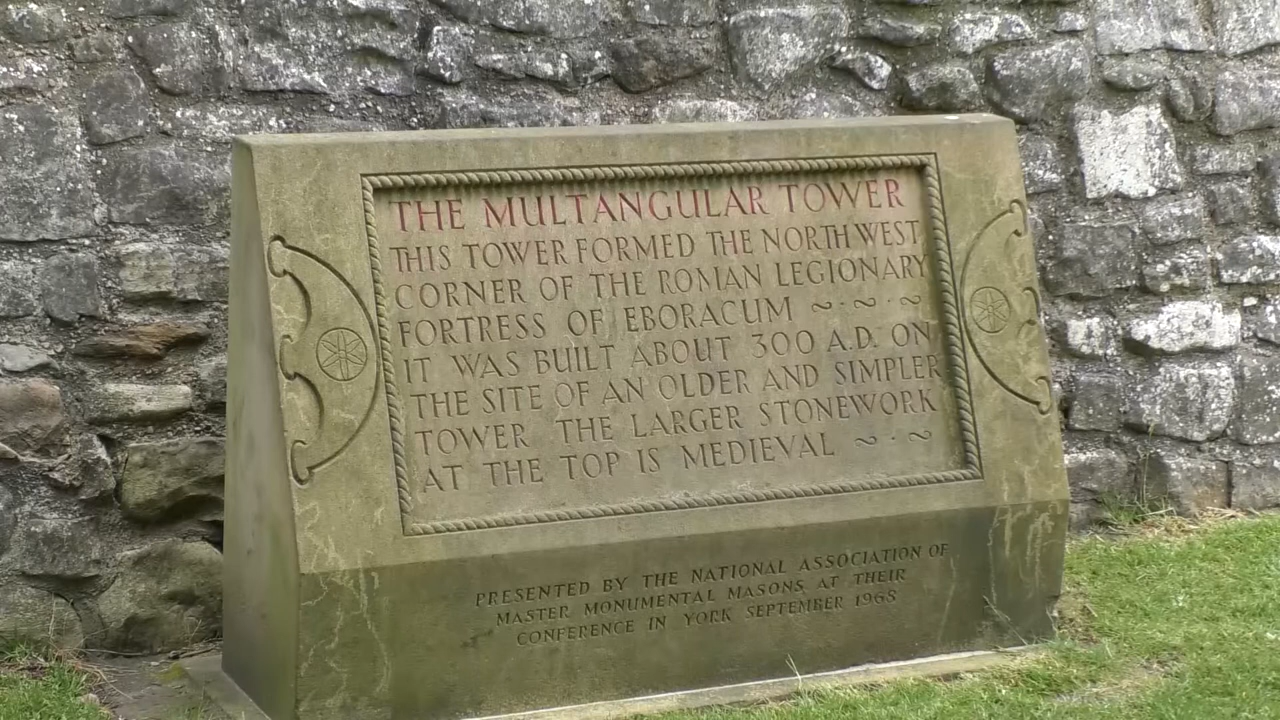 THE MULTANGULAR TOWER
THIS TOWER FORMED THE NORTH WEST
CORNER OF THE ROMAN LEGIONARY
FORTRESS OF EBORACUM ~·~·~
IT WAS BUILT ABOUT 300 A.D. ON
THE SITE OF AN OLDER AND SIMPLER
TOWER THE LARGER STONEWORK
AT THE TOP IS MEDIEVAL ~·~
PRESENTED BY THE NATIONAL ASSOCIATION OF
MASTER MONUMENTAL MASONS, AT THEIR
CONFERENCE IN YORK SEPTEMBER 1968